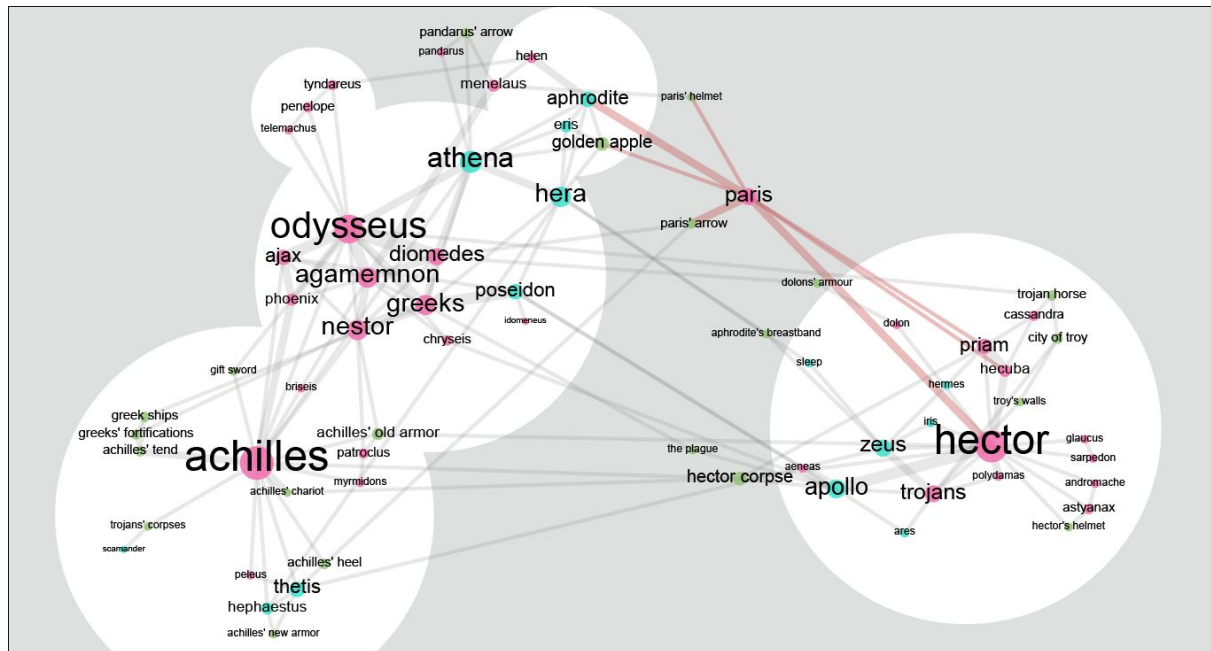 pandarus' arrow
pandarus
helen
tyndareus
menelaus
aphrodite
paris' helmet
penelope
telemachus
eris
golden apple
athena
hera
paris
odysseus
paris' arrow
ajax
diomedes
agamemnon
phoenix
greeks
poseidon
dolons' armour
trojan horse
nestor
idomeneus
cassandra
chryseis
dolon
aphrodite's breastband
city of troy
priam
sleep
hecuba
gift sword
briseis
hermes
troy's walls
greek ships
iris
greeks' fortifications
achilles' old armor
hector
glaucus
achilles' tend
patroclus
the plague
zeus
sarpedon
achilles
aeneas
hector corpse
polydamas
myrmidons
andromache
achilles' chariot
apollo
trojans
astyanax
trojans' corpses
hector's helmet
ares
scamander
achilles' heel
peleus
thetis
hephaestus
achilles' new armor